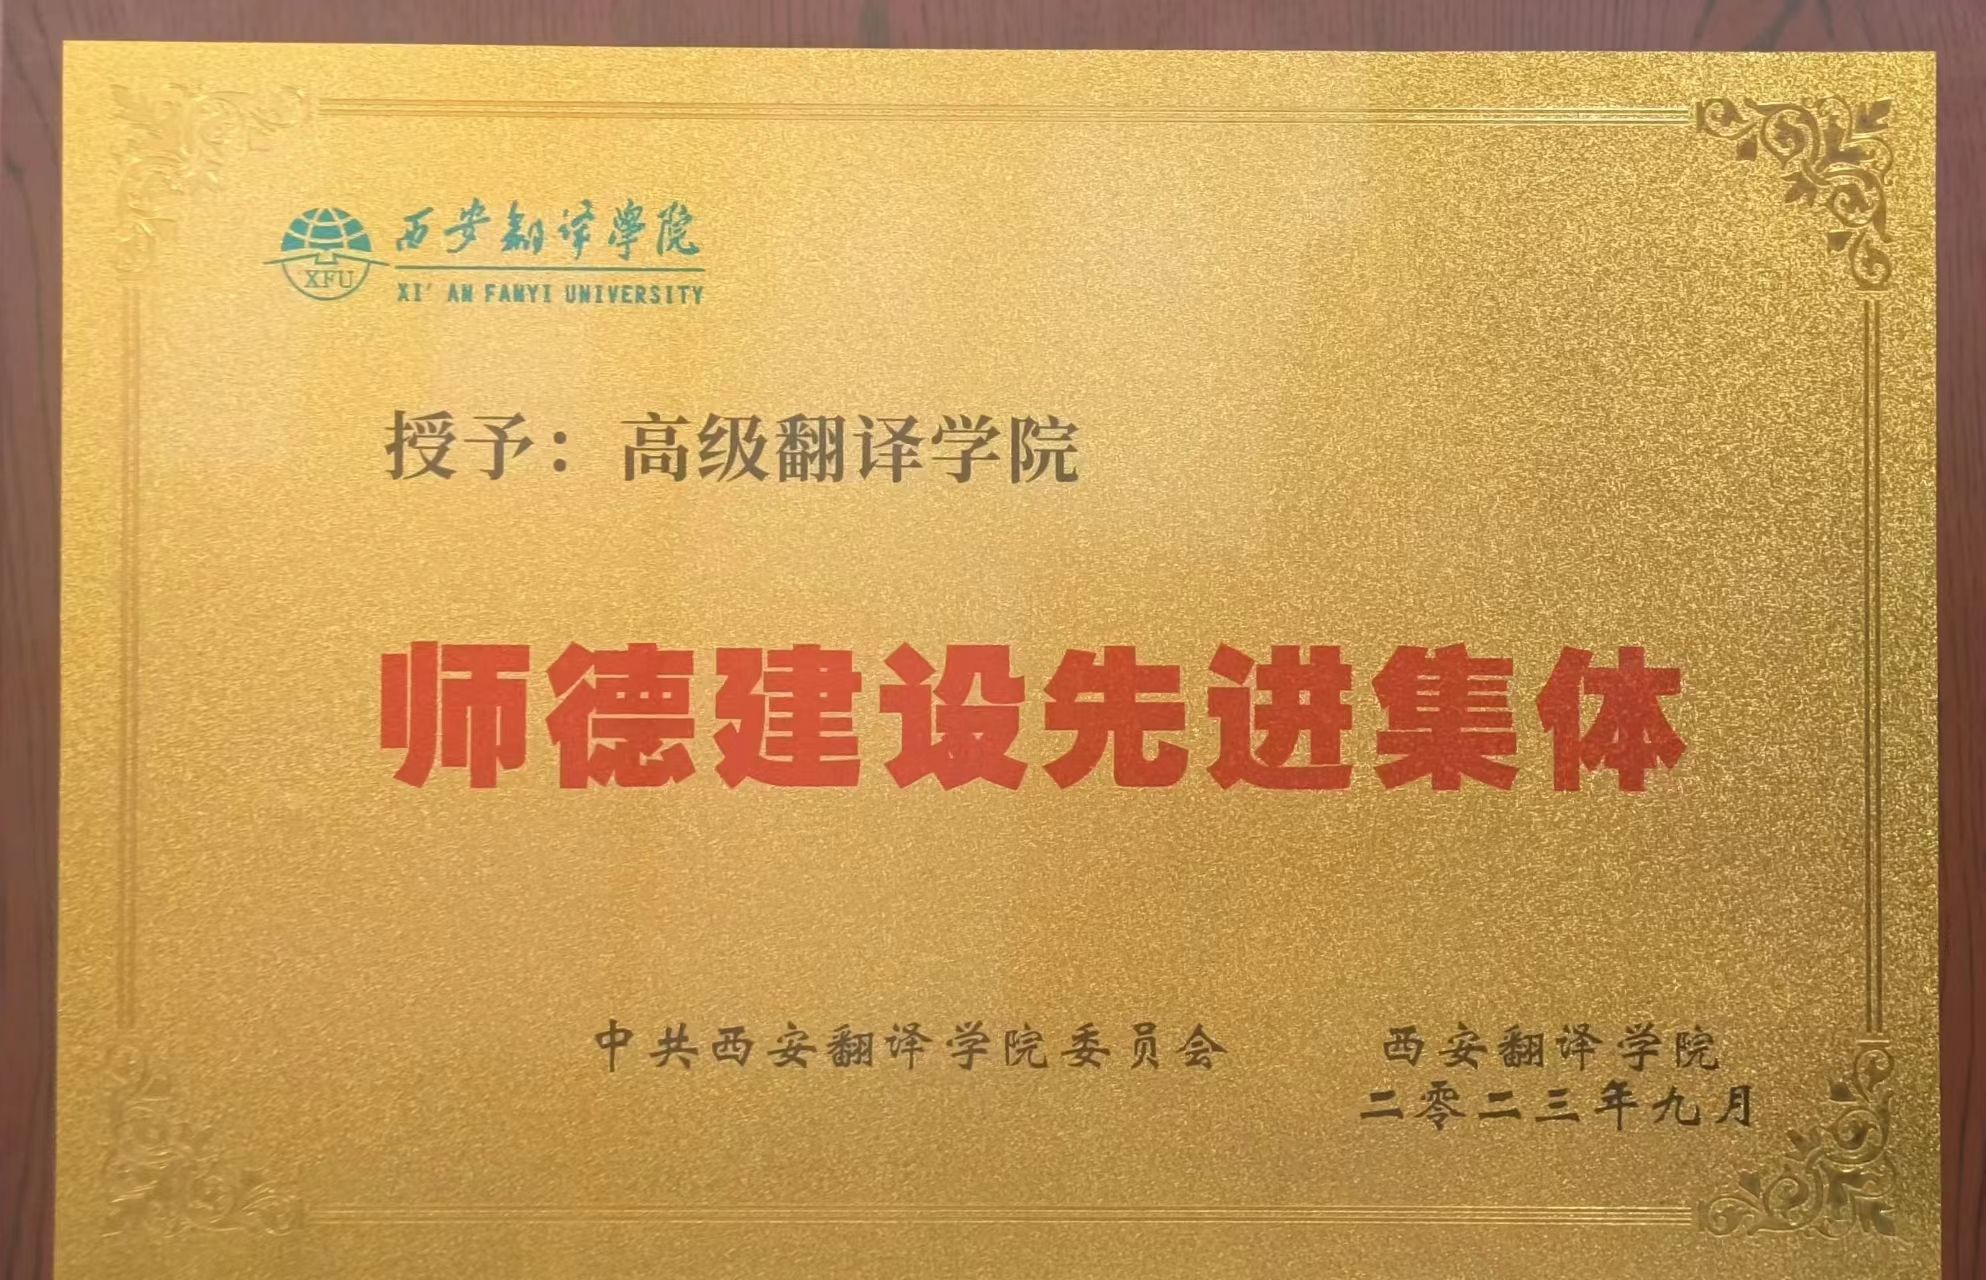 西安翻译学院
XI' AN FANYI UNIVERSITY
XFU
授予：高级翻译学院
师德建设先进集体
中共西安翻译学院委员会 西安翻译学院
二零二三年九月